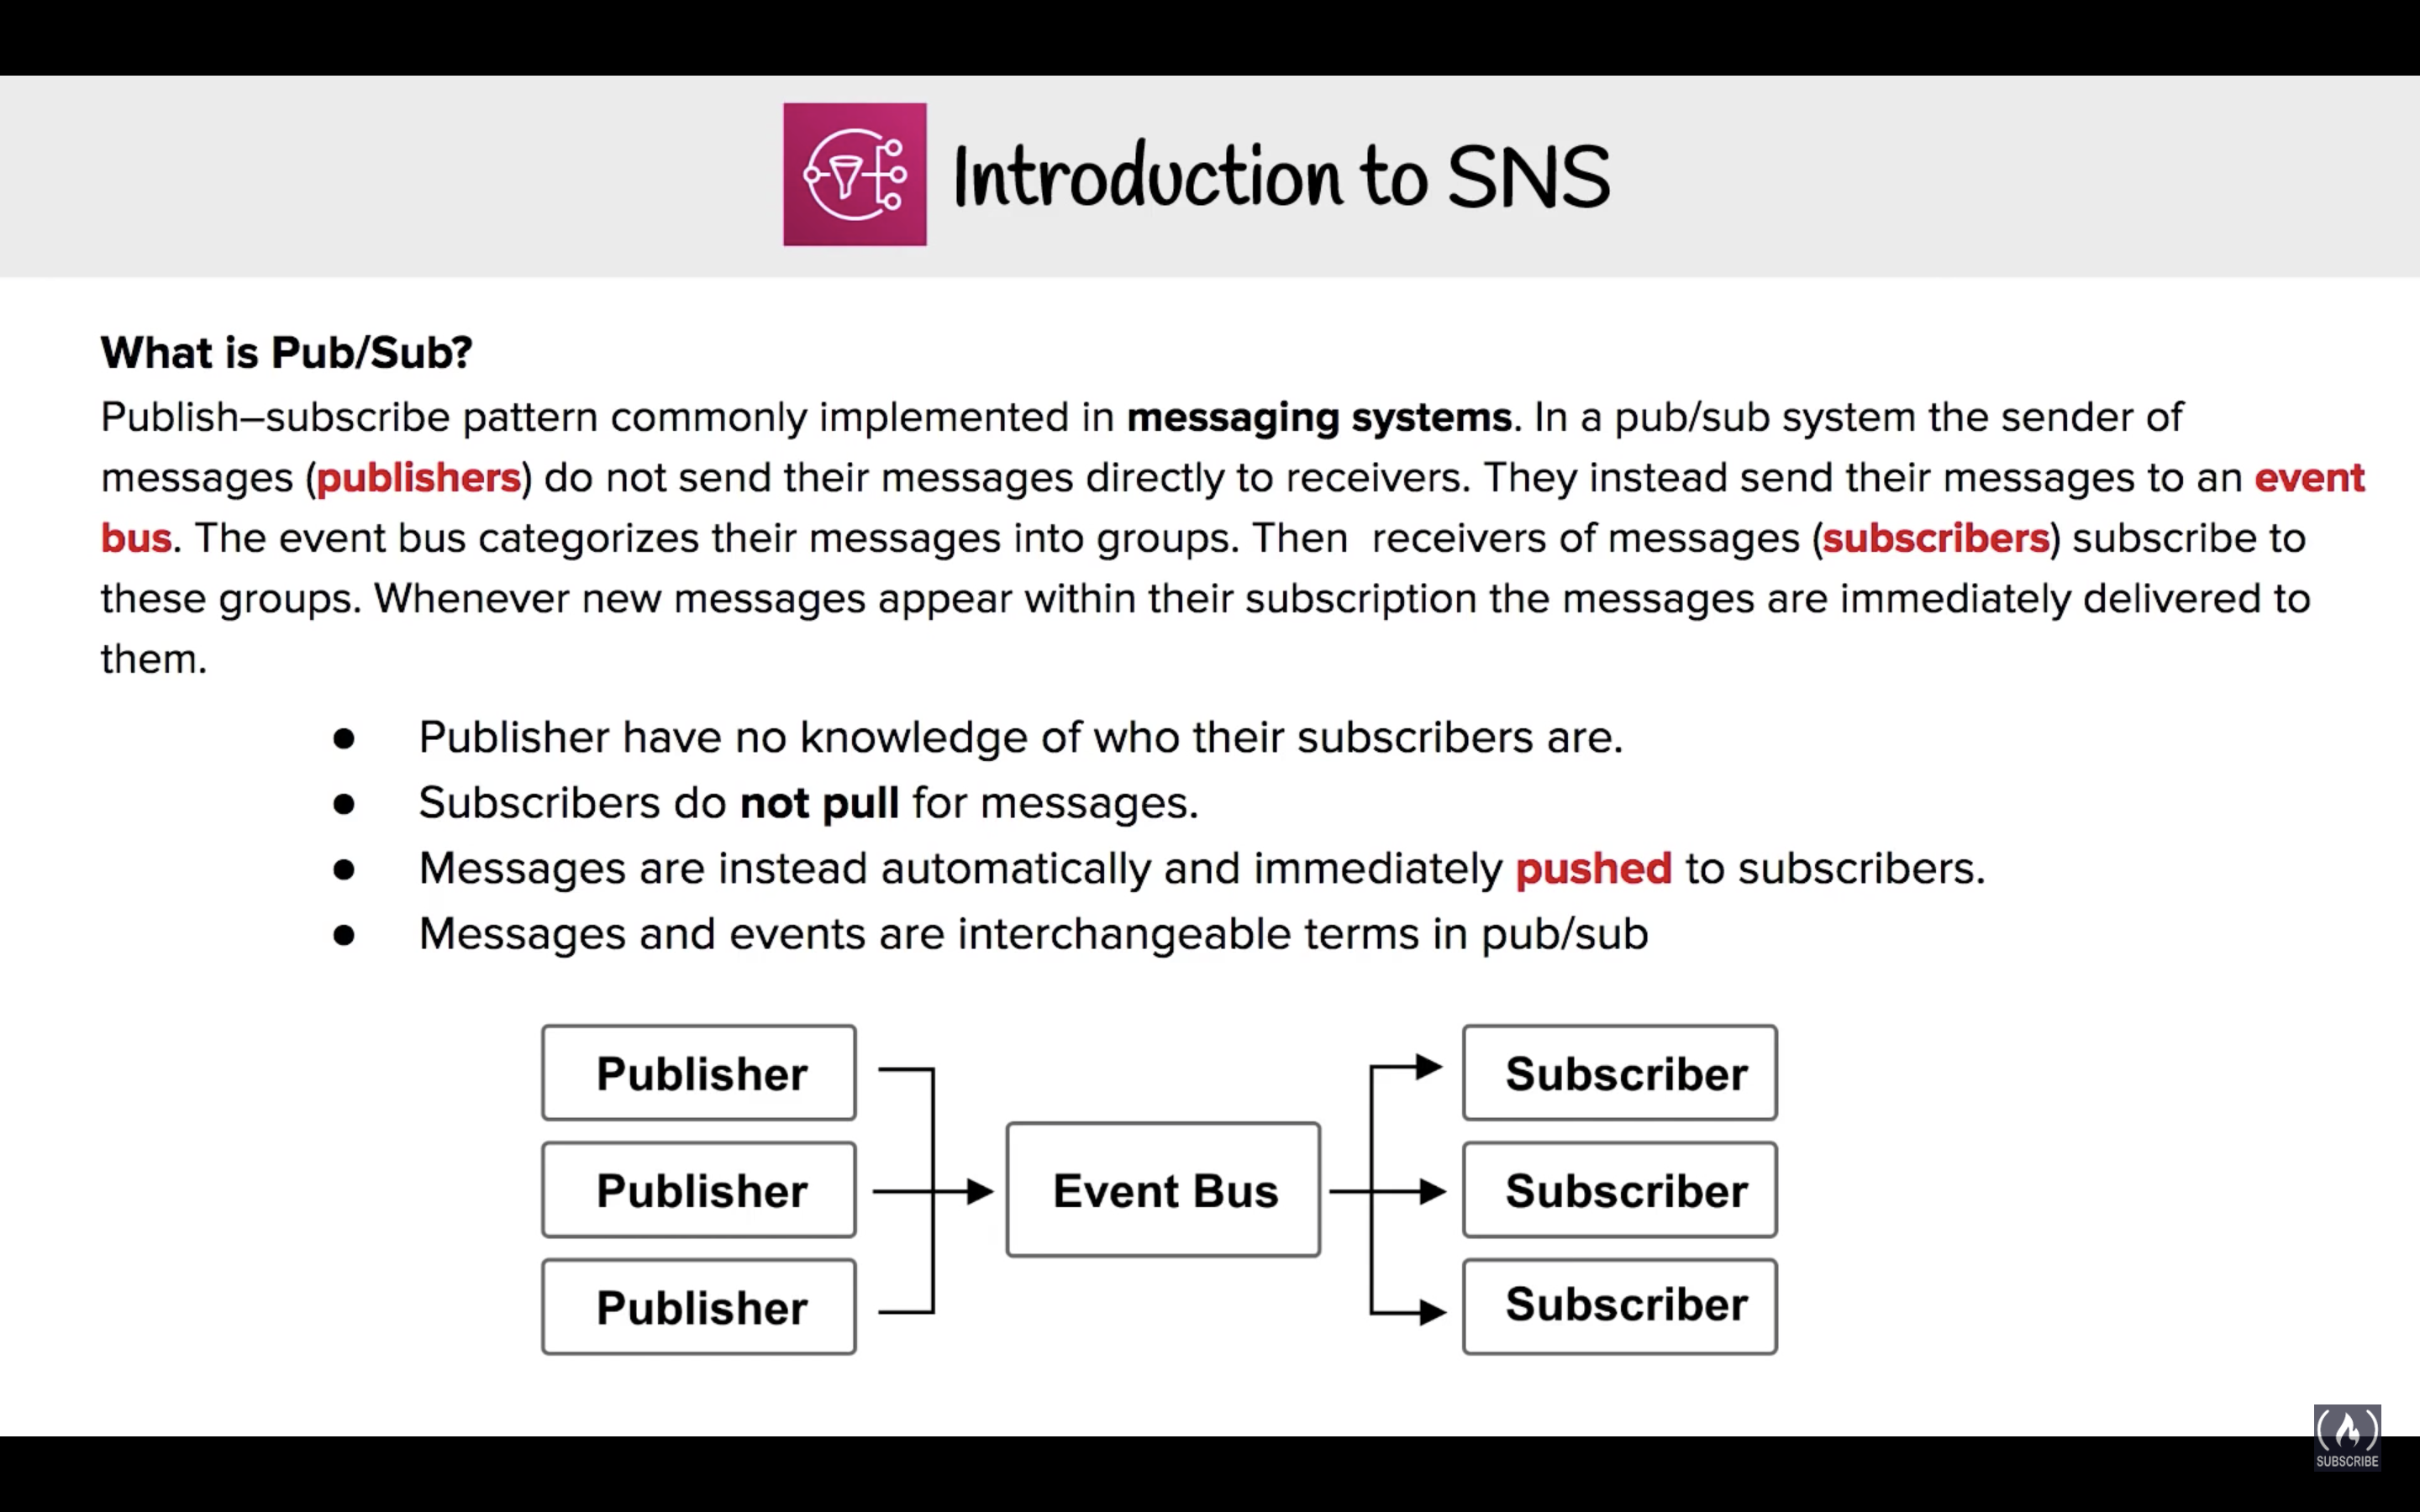 Introduction to SNS
What is Pub/Sub?
Publish–subscribe pattern commonly implemented in messaging systems. In a pub/sub system the sender of
messages (publishers) do not send their messages directly to receivers. They instead send their messages to an event
bus. The event bus categorizes their messages into groups. Then  receivers of messages (subscribers) subscribe to
these groups. Whenever new messages appear within their subscription the messages are immediately delivered to
them.
● Publisher have no knowledge of who their subscribers are.
● Subscribers do not pull for messages.
● Messages are instead automatically and immediately pushed to subscribers.
● Messages and events are interchangeable terms in pub/sub
Publisher
Publisher
Publisher
Event Bus
Subscriber
Subscriber
Subscriber
SUBSCRIBE